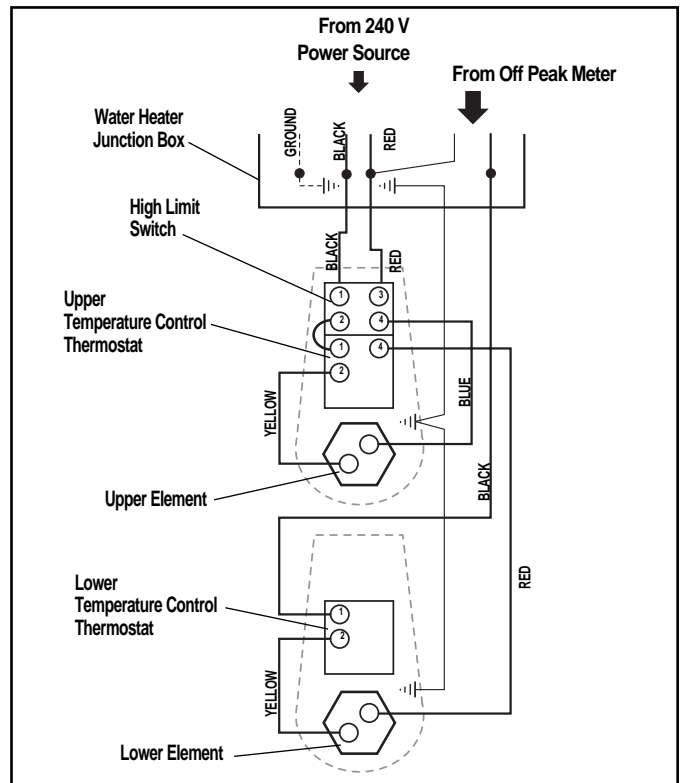 From 240 V
Power Source
From Off Peak Meter
Water Heater
Junction Box
GROUND
BLACK
RED
High Limit
Switch
BLACK
RED
1
3
2
4
Upper
Temperature Control
Thermostat
1
4
2
YELLOW
BLUE
BLACK
Upper Element
RED
Lower
Temperature Control
Thermostat
1
2
YELLOW
Lower Element